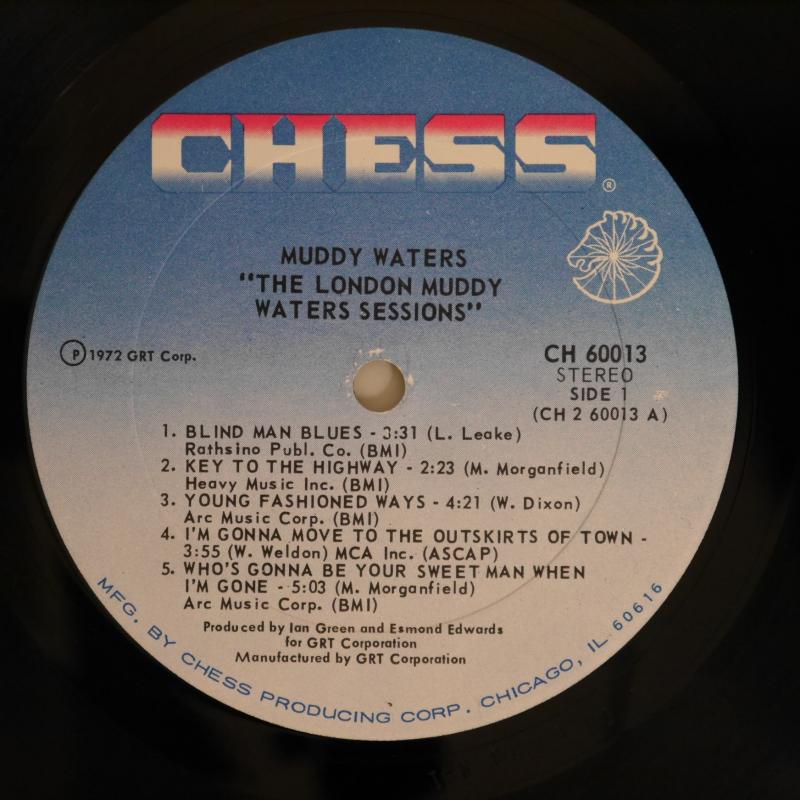 CHESS
®
MUDDY WATERS
"THE LONDON MUDDY
WATERS SESSIONS"
Ⓟ 1972 GRT Corp.
CH 60013
STEREO
SIDE 1
(CH 2 60013 A)
1. BLIND MAN BLUES - 3:31 (L. Leake)
Rathsino Publ. Co. (BMI)
2. KEY TO THE HIGHWAY - 2:23 (M. Morganfield)
Heavy Music Inc. (BMI)
3. YOUNG FASHIONED WAYS - 4:21 (W. Dixon)
Arc Music Corp. (BMI)
4. I'M GONNA MOVE TO THE OUTSKIRTS OF TOWN -
3:55 (W. Weldon) MCA Inc. (ASCAP)
5. WHO'S GONNA BE YOUR SWEET MAN WHEN
I'M GONE - 5:03 (M. Morganfield)
Arc Music Corp. (BMI)
Produced by Ian Green and Esmond Edwards
for GRT Corporation
Manufactured by GRT Corporation
MFG. BY CHESS PRODUCING CORP. CHICAGO, IL 60616